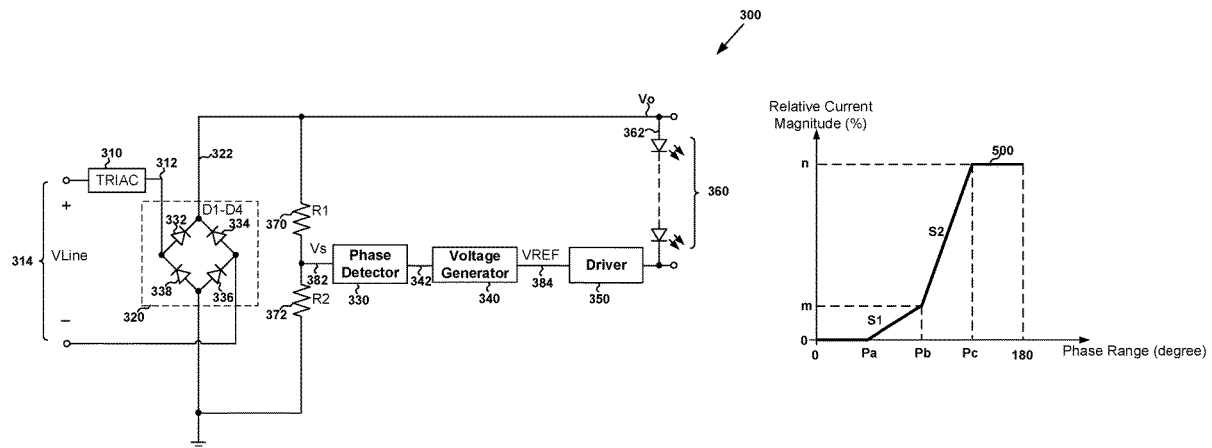 300
Vo
362
360
310
312
322
TRIAC
+
VLine
314
–
D1-D4
332
334
338
336
320
370
R1
Vs
382
R2
372
Phase
Detector
330
342
Voltage
Generator
340
VREF
384
Driver
350
Relative Current
Magnitude (%)
n
500
S2
m
S1
0
0
Pa
Pb
Pc
180
Phase Range (degree)